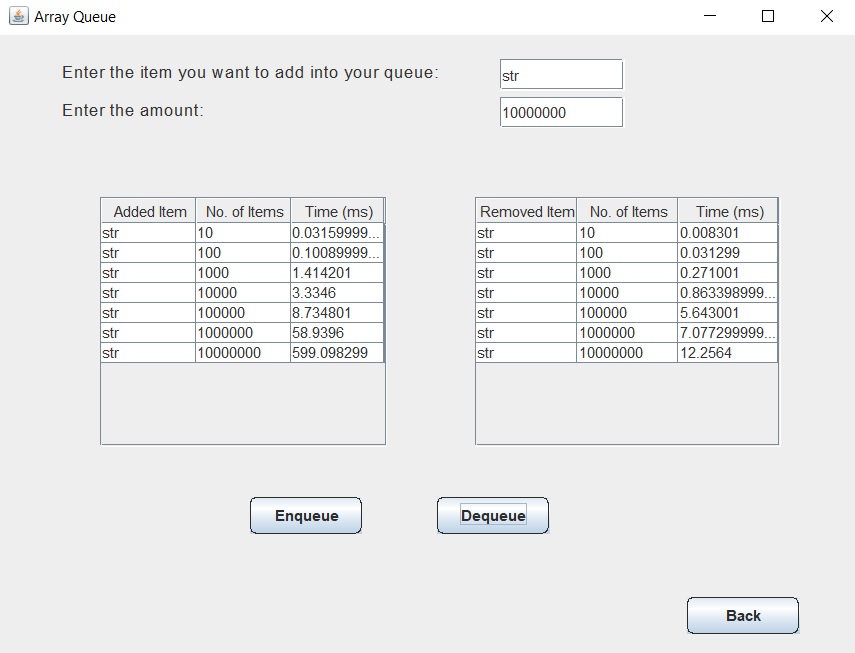 Array Queue
Enter the item you want to add into your queue: str
Enter the amount: 10000000
Added Item No. of Items Time (ms)
str 10 0.03159999...
str 100 0.10089999...
str 1000 1.414201
str 10000 3.3346
str 100000 8.734801
str 1000000 58.9396
str 10000000 599.098299
Removed Item No. of Items Time (ms)
str 10 0.008301
str 100 0.031299
str 1000 0.271001
str 10000 0.863398999...
str 100000 5.643001
str 1000000 7.077299999...
str 10000000 12.2564
Enqueue Dequeue
Back